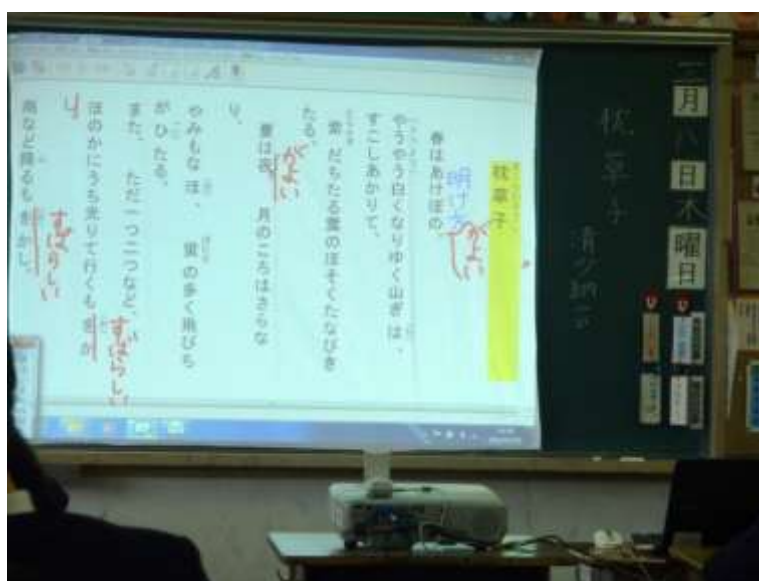 二月八日木曜日
枕草子
清少納言
枕草子
春はあけぼの
明け方
がよい
やうやう白くなりゆく山ぎは、
すこしあかりて、
紫だちたる雲のほそくたなびき
たる。
夏は夜
がよい
月のころはさらな
り、
やみもなほ、蛍の多く飛びち
がひたる。
また、ただ一つ二つなど、
ほのかにうち光りて行くもをか
すばらしい
し
雨など降るもをかし。
すばらしい